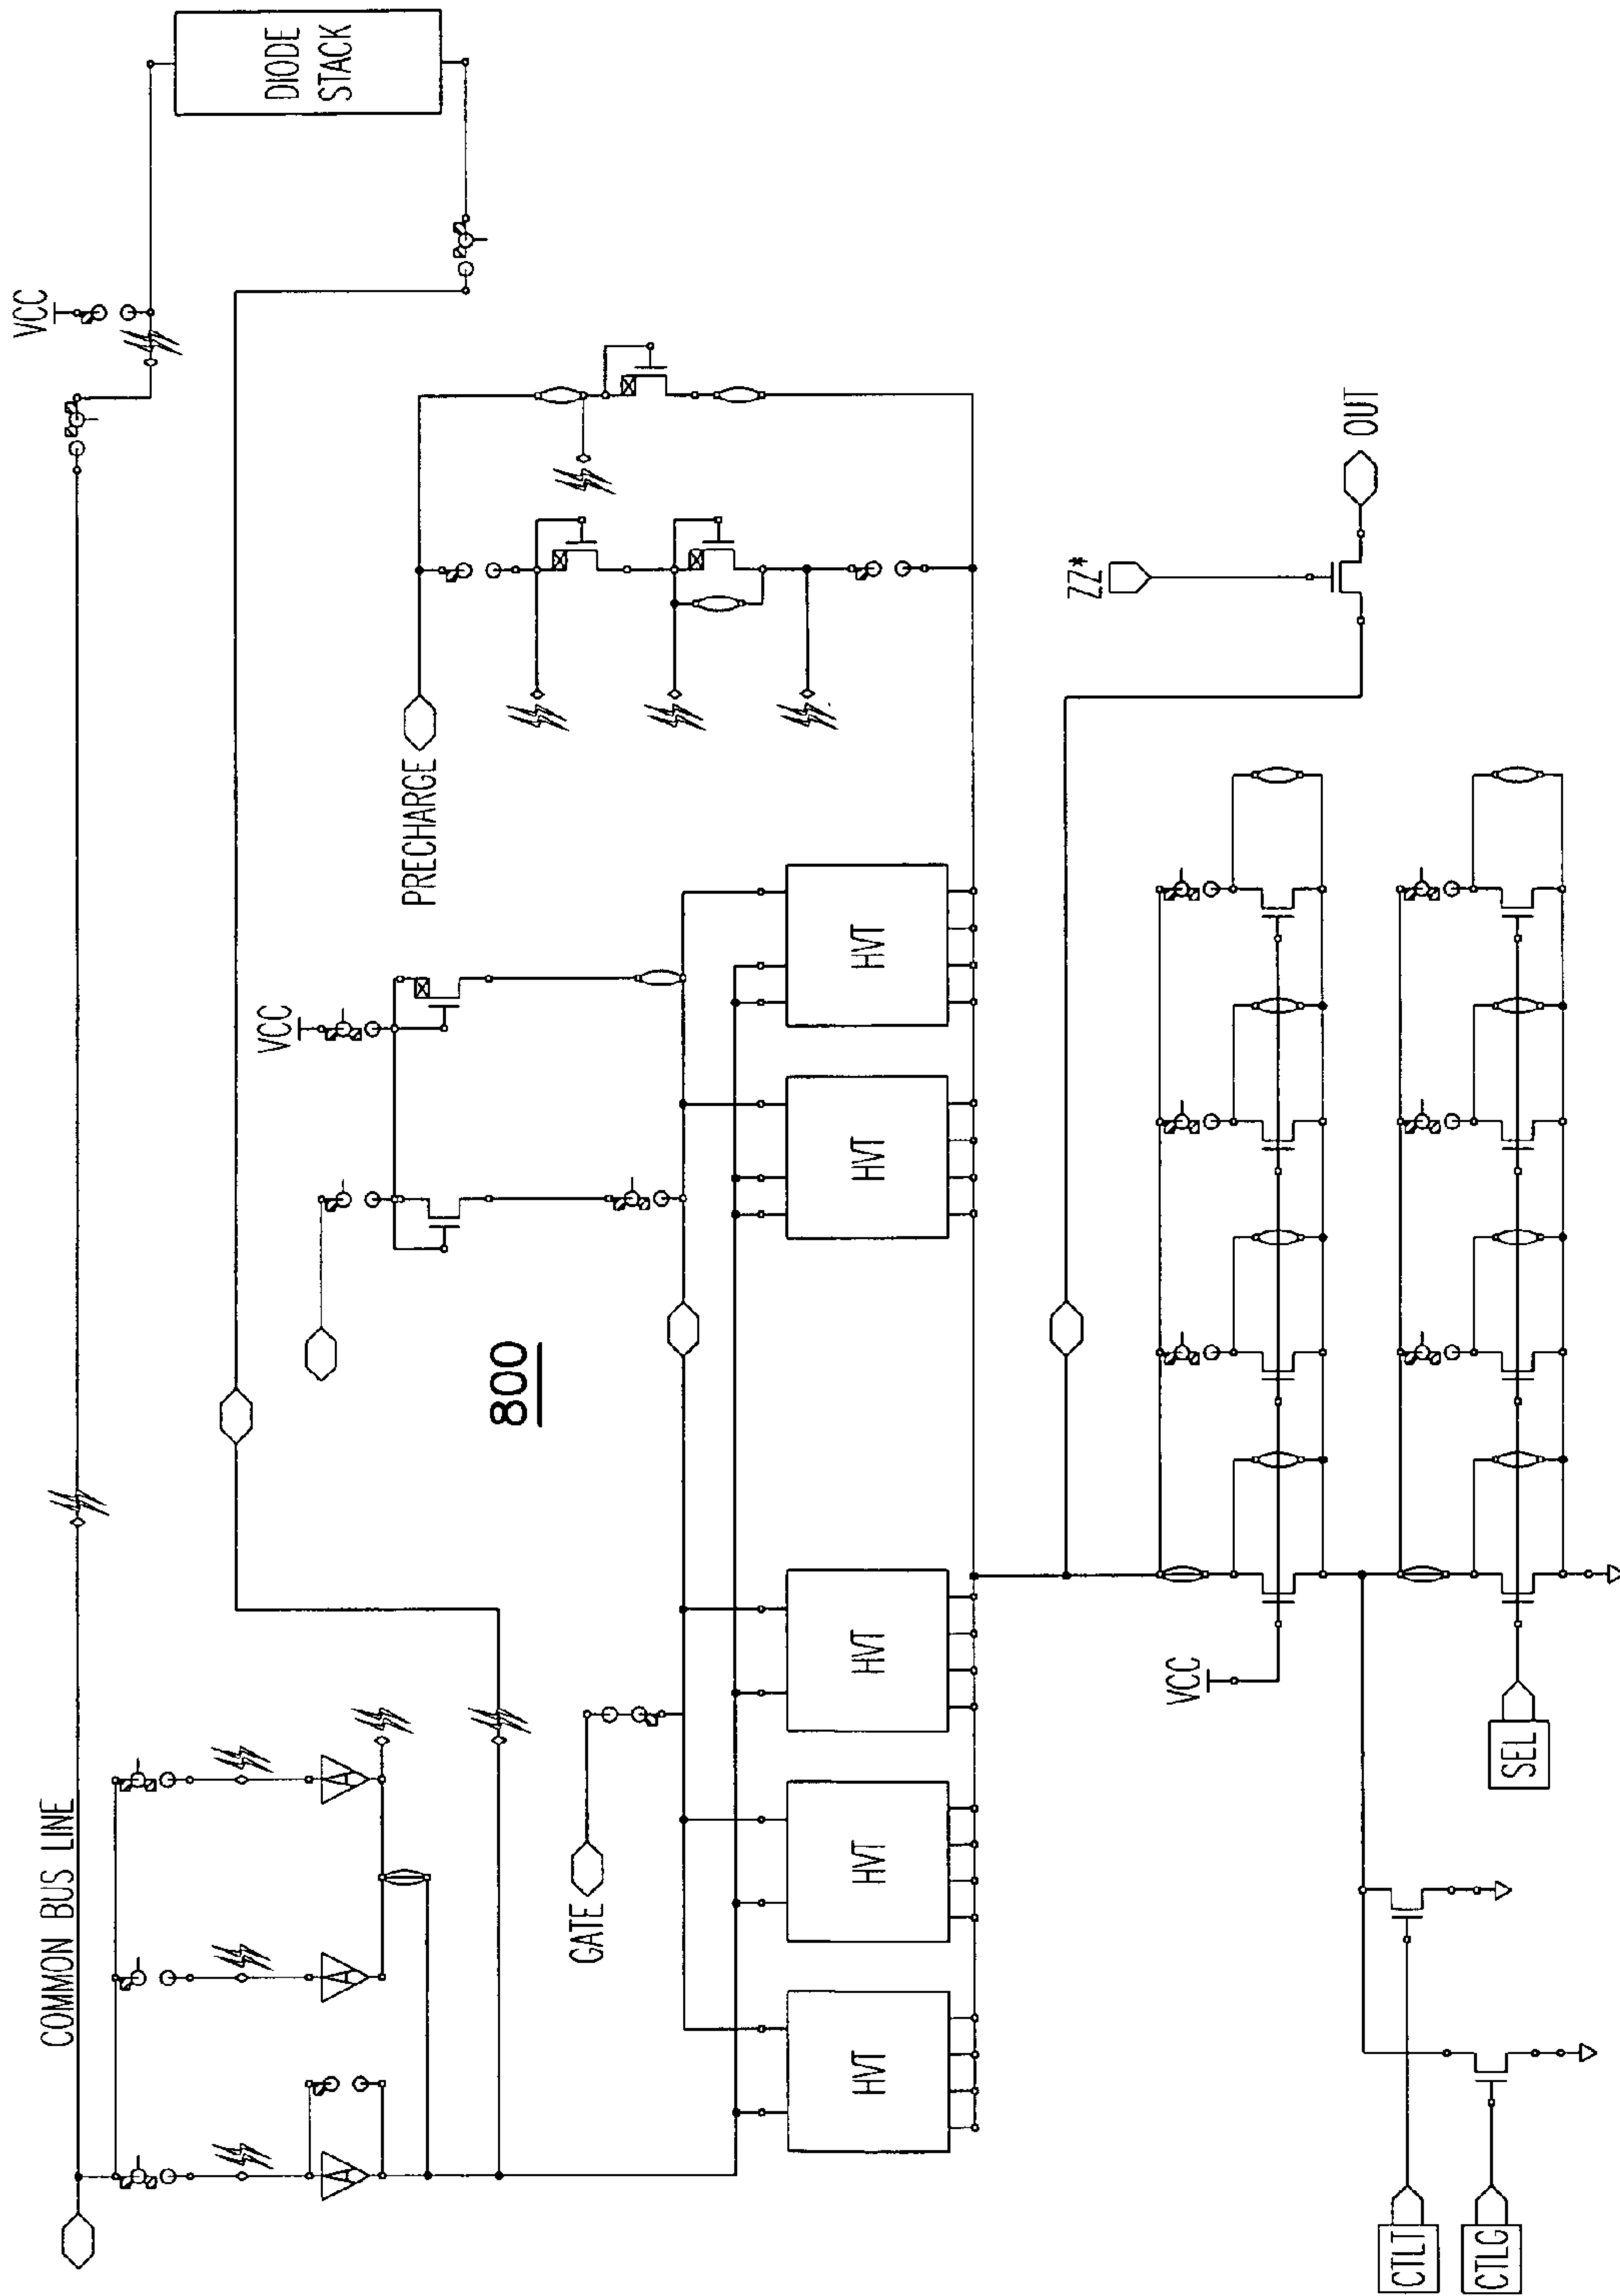 COMMON BUS LINE
VCC
DIODE
STACK
VCC
GATE
800
PRECHARGE
HVT
HVT
HVT
HVT
HVT
VCC
ZZ*
OUT
SEL
CTLT
CTLG